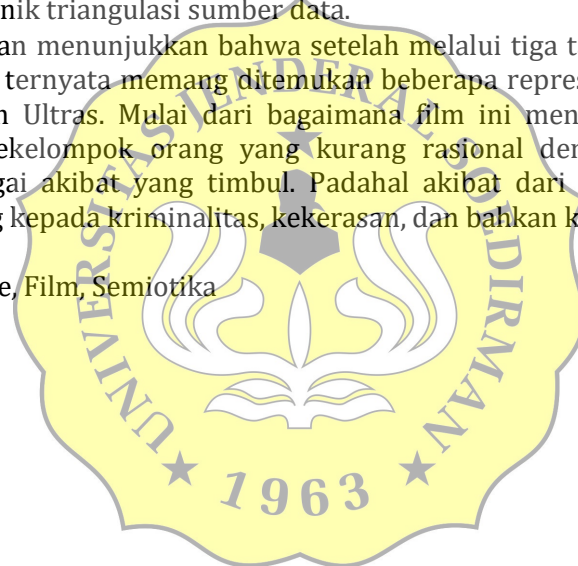 nik triangulasi sumber data.
an menunjukkan bahwa setelah melalui tiga t
ternyata memang ditemukan beberapa repres
Ultras. Mulai dari bagaimana film ini men
ekelompok orang yang kurang rasional den
gai akibat yang timbul. Padahal akibat dari
g kepada kriminalitas, kekerasan, dan bahkan k
e, Film, Semiotika
UNIVERSITAS JENDERAL SOEDIRMAN
1963